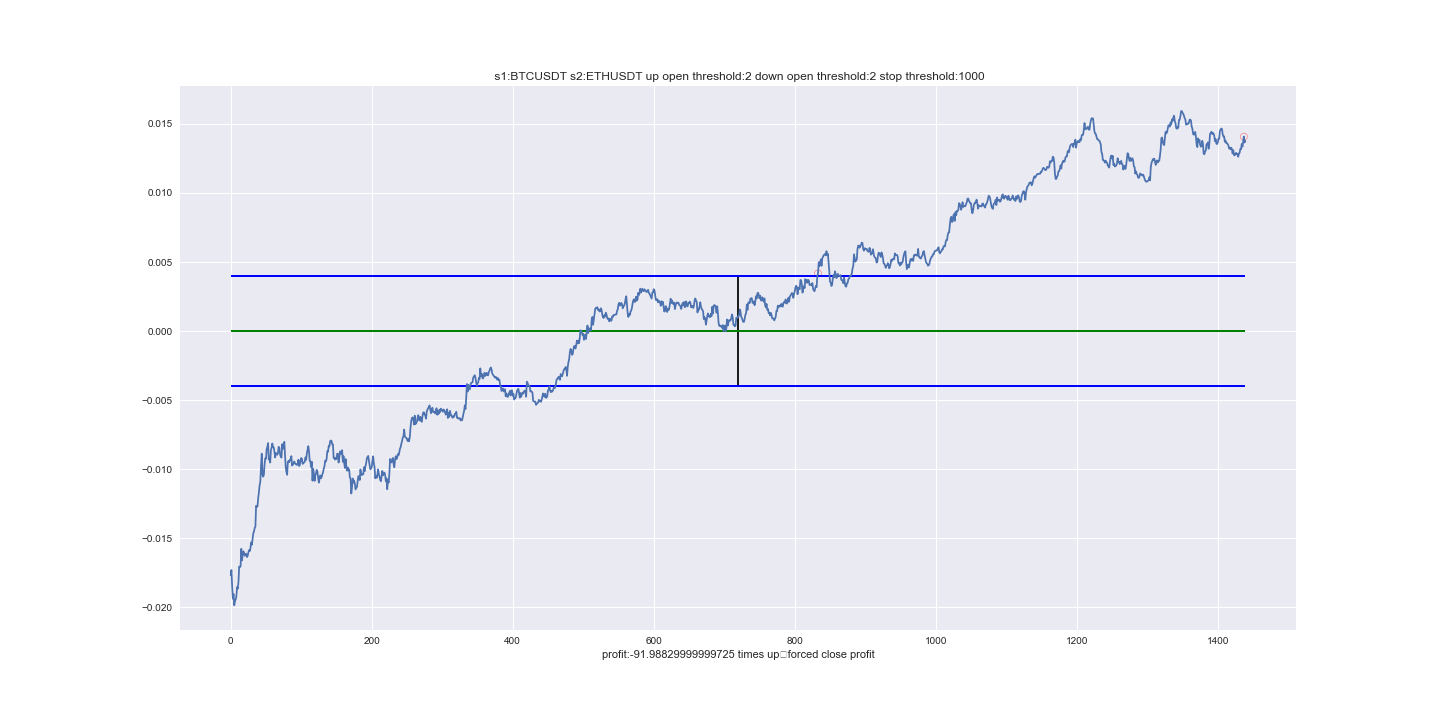 s1:BTCUSDT s2:ETHUSDT up open threshold:2 down open threshold:2 stop threshold:1000
0.015
0.010
0.005
0.000
−0.005
−0.010
−0.015
−0.020
0 200 400 600 800 1000 1200 1400
profit:-91.98829999999725 times up□forced close profit